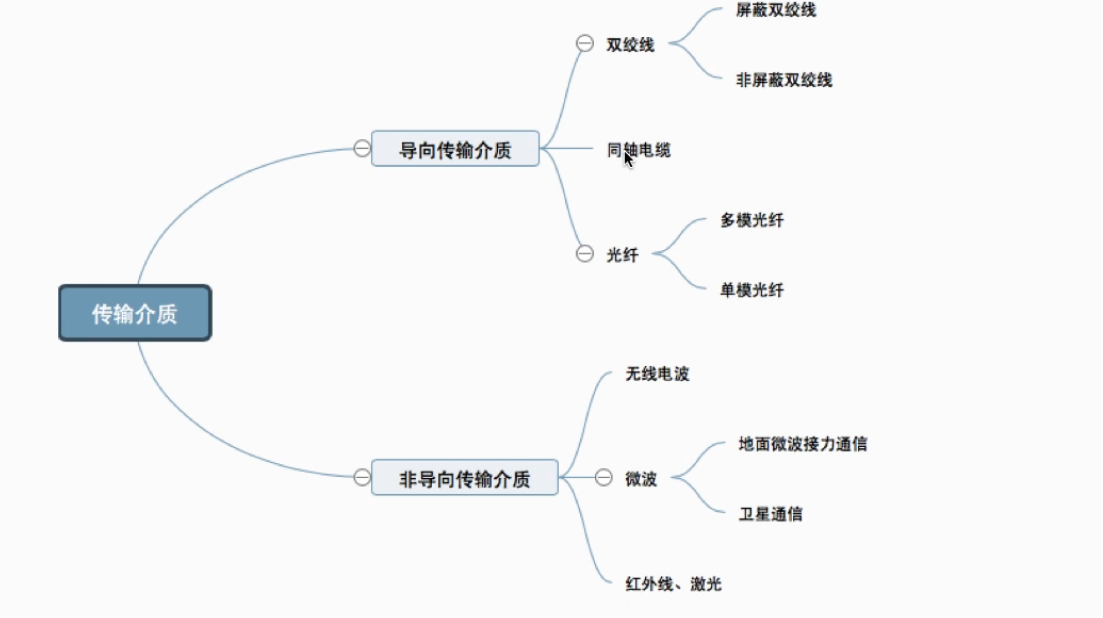 传输介质
导向传输介质
双绞线
屏蔽双绞线
非屏蔽双绞线
同轴电缆
光纤
多模光纤
单模光纤
非导向传输介质
无线电波
微波
地面微波接力通信
卫星通信
红外线、激光